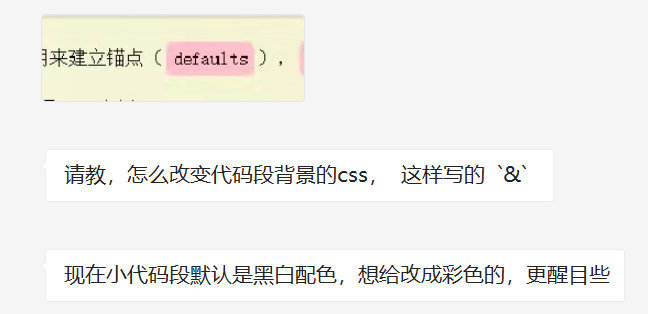 来建立锚点（ defaults ），
请教，怎么改变代码段背景的css， 这样写的 `&`
现在小代码段默认是黑白配色，想给改成彩色的，更醒目些